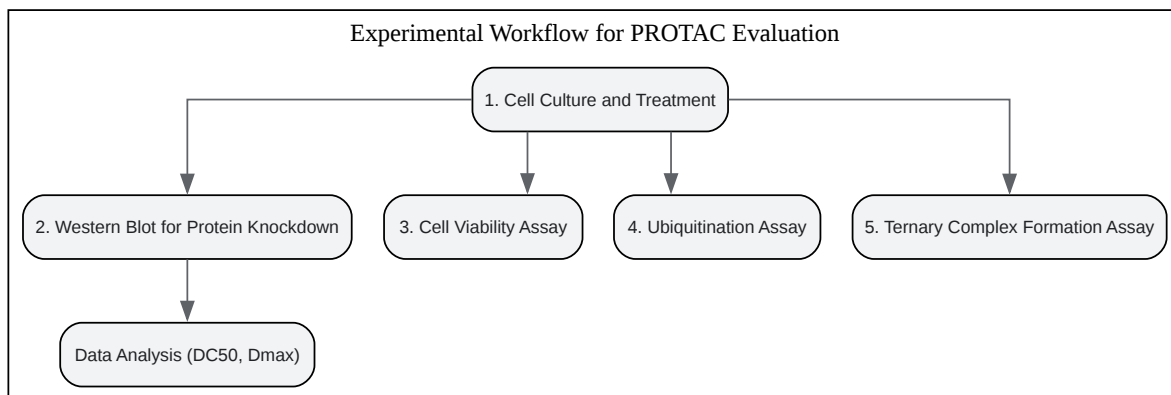 Experimental Workflow for PROTAC Evaluation
1. Cell Culture and Treatment
2. Western Blot for Protein Knockdown
3. Cell Viability Assay
4. Ubiquitination Assay
5. Ternary Complex Formation Assay
Data Analysis (DC50, Dmax)